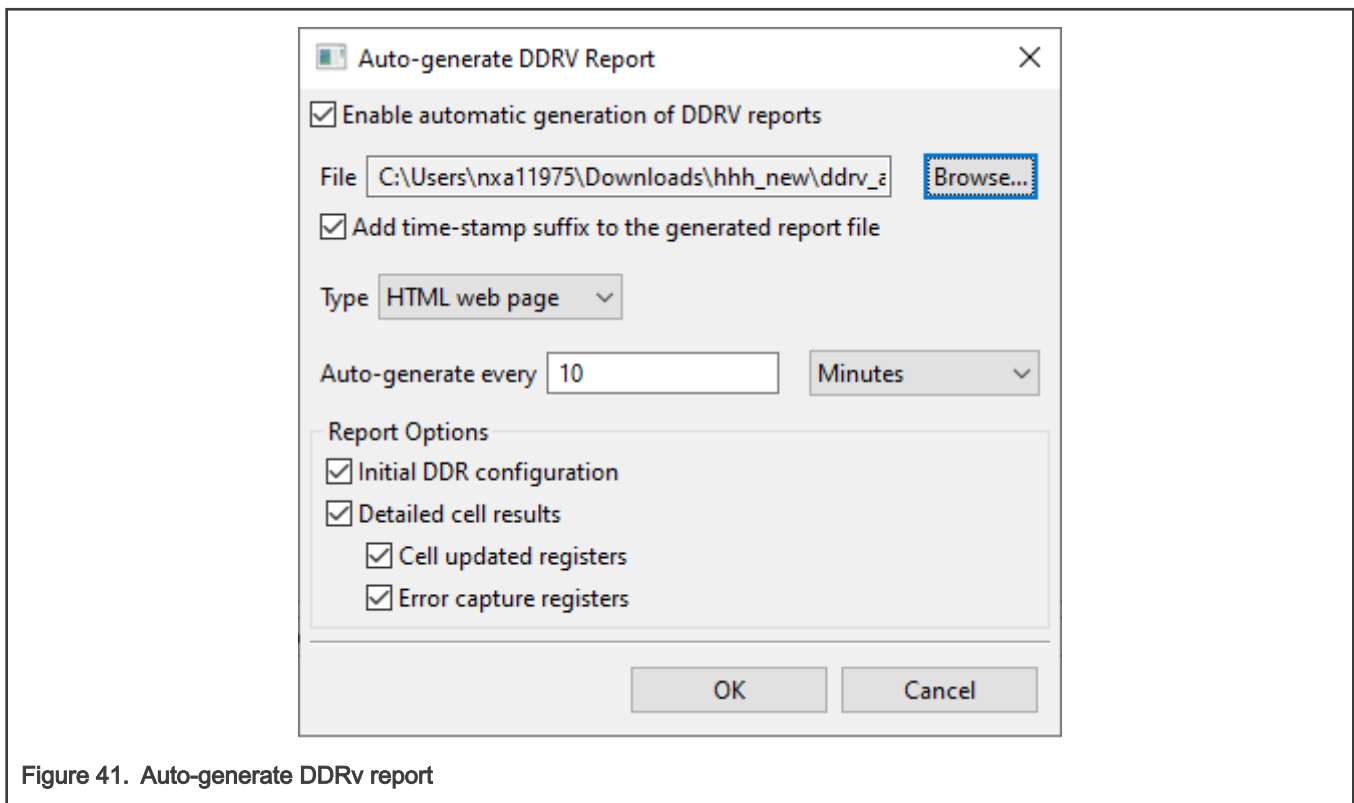 Auto-generate DDRV Report
Enable automatic generation of DDRV reports
File C:\Users\nxa11975\Downloads\hhh_new\ddrv_a Browse...
Add time-stamp suffix to the generated report file
Type HTML web page
Auto-generate every 10 Minutes
Report Options
Initial DDR configuration
Detailed cell results
Cell updated registers
Error capture registers
OK Cancel
Figure 41. Auto-generate DDRv report